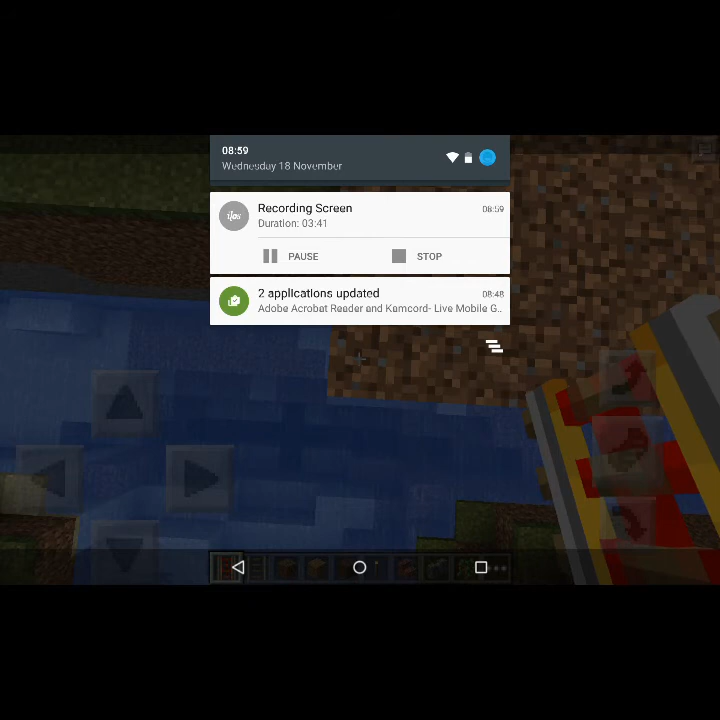 08:59
Wednesday 18 November
Recording Screen 08:59
Duration: 03:41
PAUSE STOP
2 applications updated 08:48
Adobe Acrobat Reader and Kamcord- Live Mobile G..